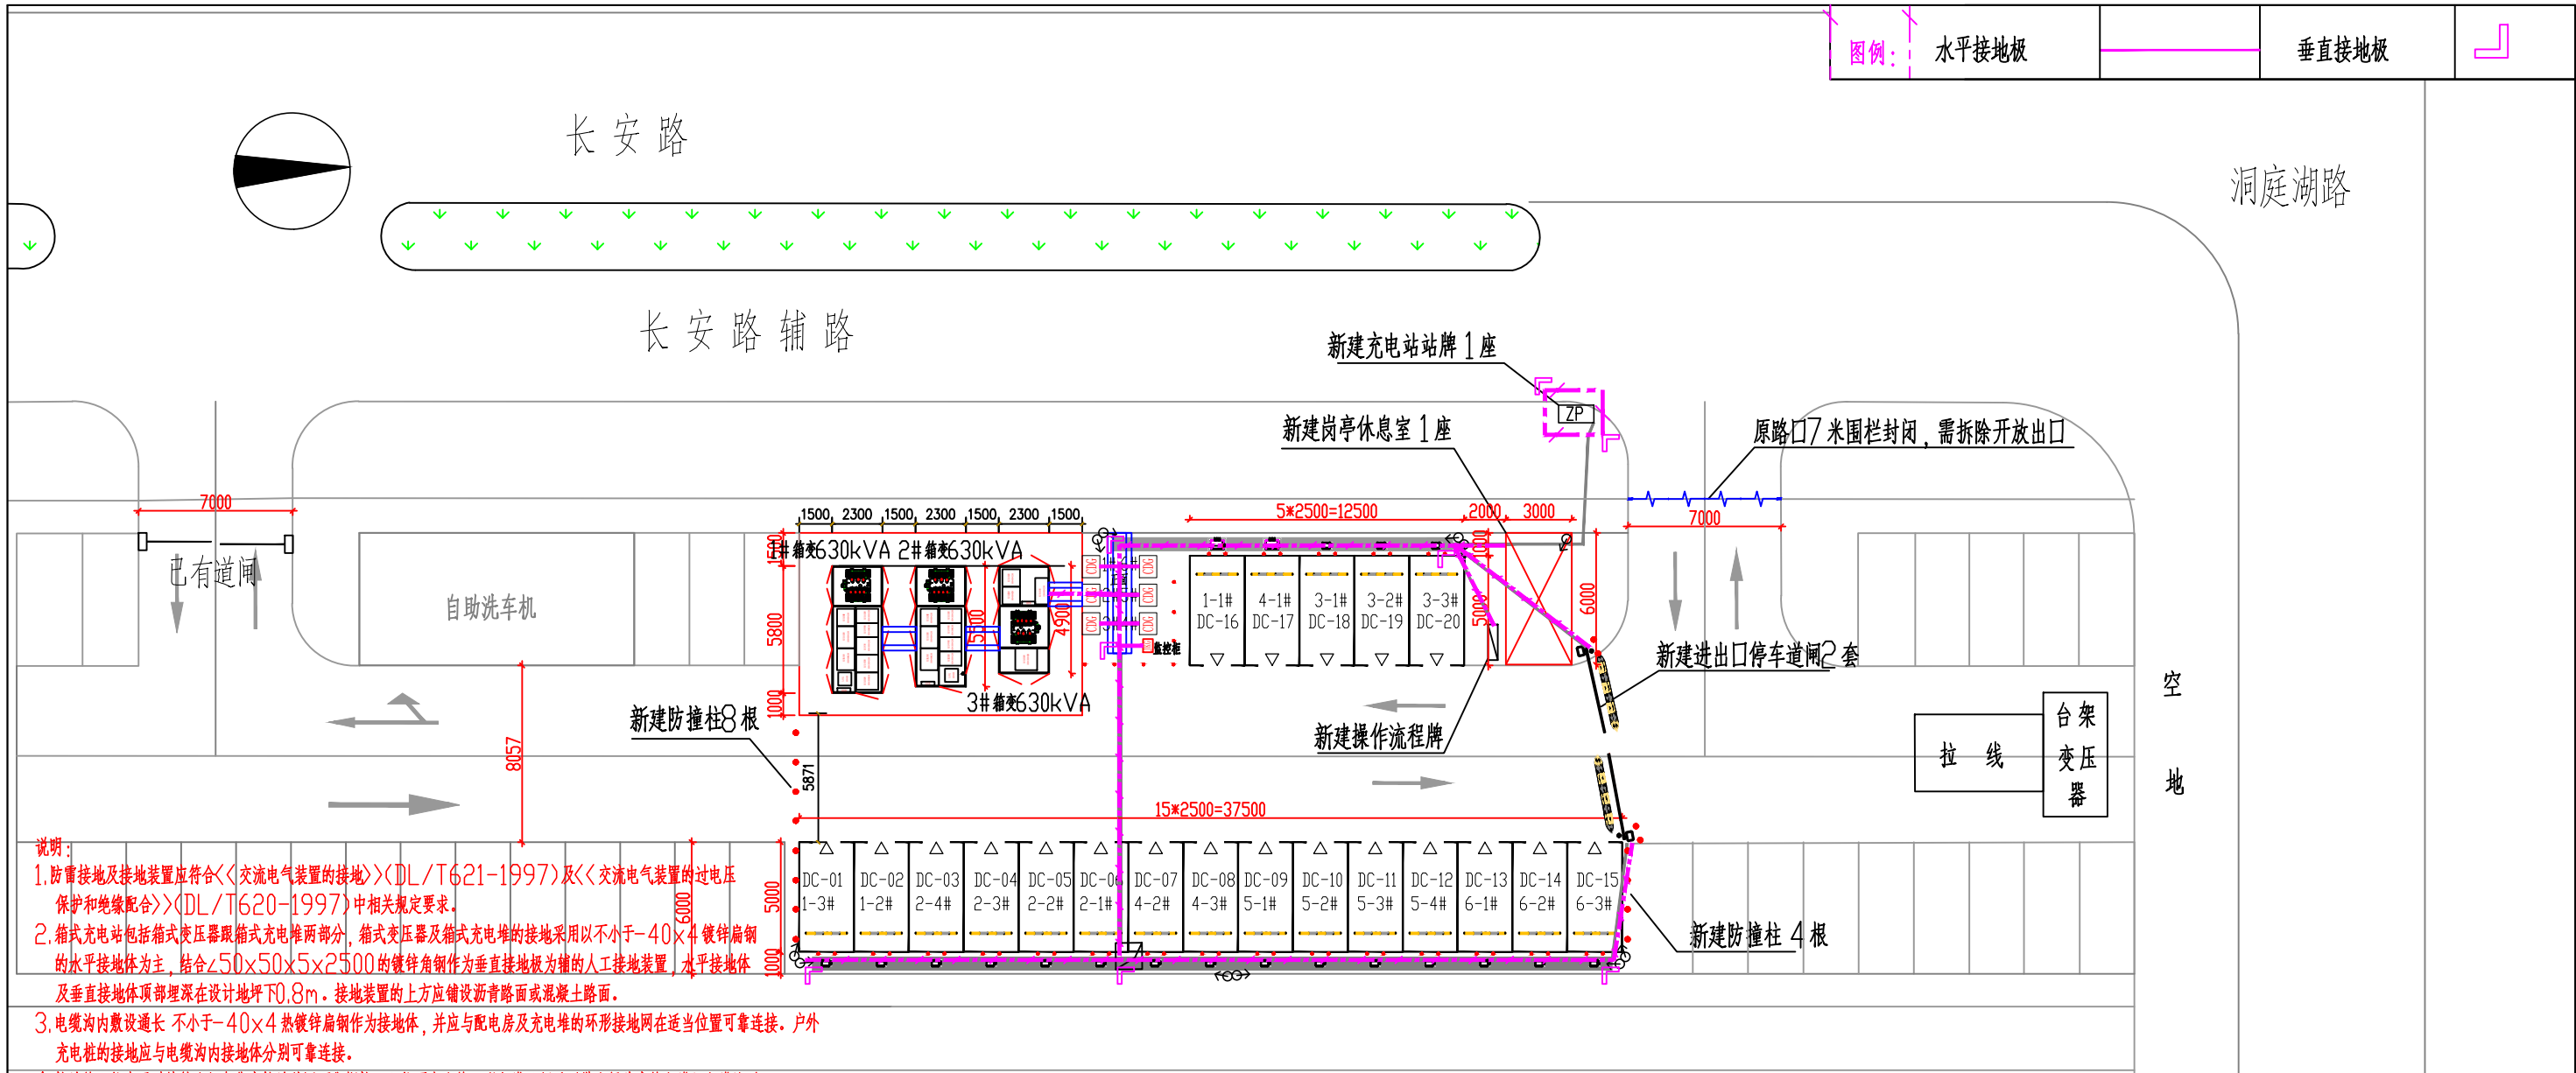 图例:
水平接地极
垂直接地极
长安路
洞庭湖路
长安路辅路
新建充电站站牌1座
ZP
新建岗亭休息室1座
原路口7米围栏封闭,需拆除开放出口
7000
已有道闸
自助洗车机
1500 2300 1500 2300 1500 2300 1500
5*2500=12500
2000 3000
7000
1#箱变630kVA 2#箱变630kVA
3#箱变630kVA
1500
5800
1000
5500
4900
CDG CDG
CDG CDG
CDG CDG
监控柜
1000
5000
6000
1-1# 4-1# 3-1# 3-2# 3-3#
DC-16 DC-17 DC-18 DC-19 DC-20
新建进出口停车道闸2套
新建防撞柱8根
新建操作流程牌
8057
5871
15*2500=37500
拉线
台架
变压
器
空
地
DC-01 DC-02 DC-03 DC-04 DC-05 DC-06 DC-07 DC-08 DC-09 DC-10 DC-11 DC-12 DC-13 DC-14 DC-15
1-3# 1-2# 2-4# 2-3# 2-2# 2-1# 4-2# 4-3# 5-1# 5-2# 5-3# 5-4# 6-1# 6-2# 6-3#
6000
5000
1000
新建防撞柱4根
说明:
1.防雷接地及接地装置应符合<<交流电气装置的接地>>(DL/T621-1997)及<<交流电气装置的过电压
保护和绝缘配合>>(DL/T620-1997)中相关规定要求。
2.箱式充电站包括箱式变压器跟箱式充电堆两部分,箱式变压器及箱式充电堆的接地采用以不小于-40x4镀锌扁钢
的水平接地体为主,结合∠50x50x5x2500的镀锌角钢作为垂直接地极为辅的人工接地装置,水平接地体
及垂直接地体顶部埋深在设计地坪下0.8m。接地装置的上方应铺设沥青路面或混凝土路面。
3.电缆沟内敷设通长 不小于-40x4热镀锌扁钢作为接地体,并应与配电房及充电堆的环形接地网在适当位置可靠连接。户外
充电桩的接地应与电缆沟内接地体分别可靠连接。